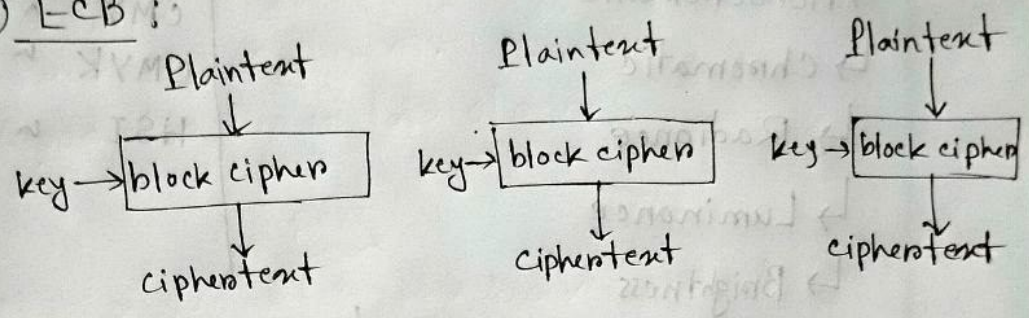 ECB :
Plaintext Plaintext Plaintext
key block cipher key block cipher key block cipher
ciphertext ciphertext ciphertext